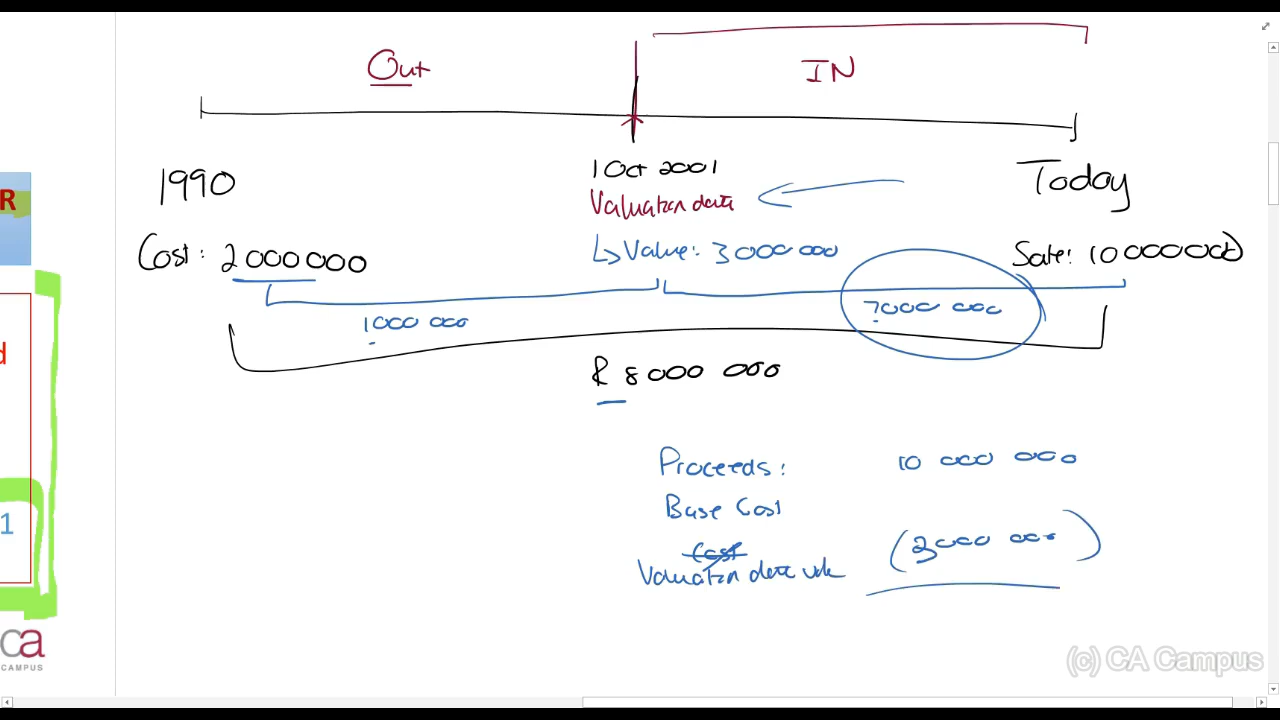 Out
IN
R
1990
1 Oct 2001
Today
Valuation date
Cost: 2 000 000
↳ Value: 3 000 000
Sale: 10 000 000
1 000 000
7 000 000
d
R 8 000 000
Proceeds: 10 000 000
Base Cost
1
Cost (3 000 000)
Valuation date
ca
CAMPUS
(c) CA Campus